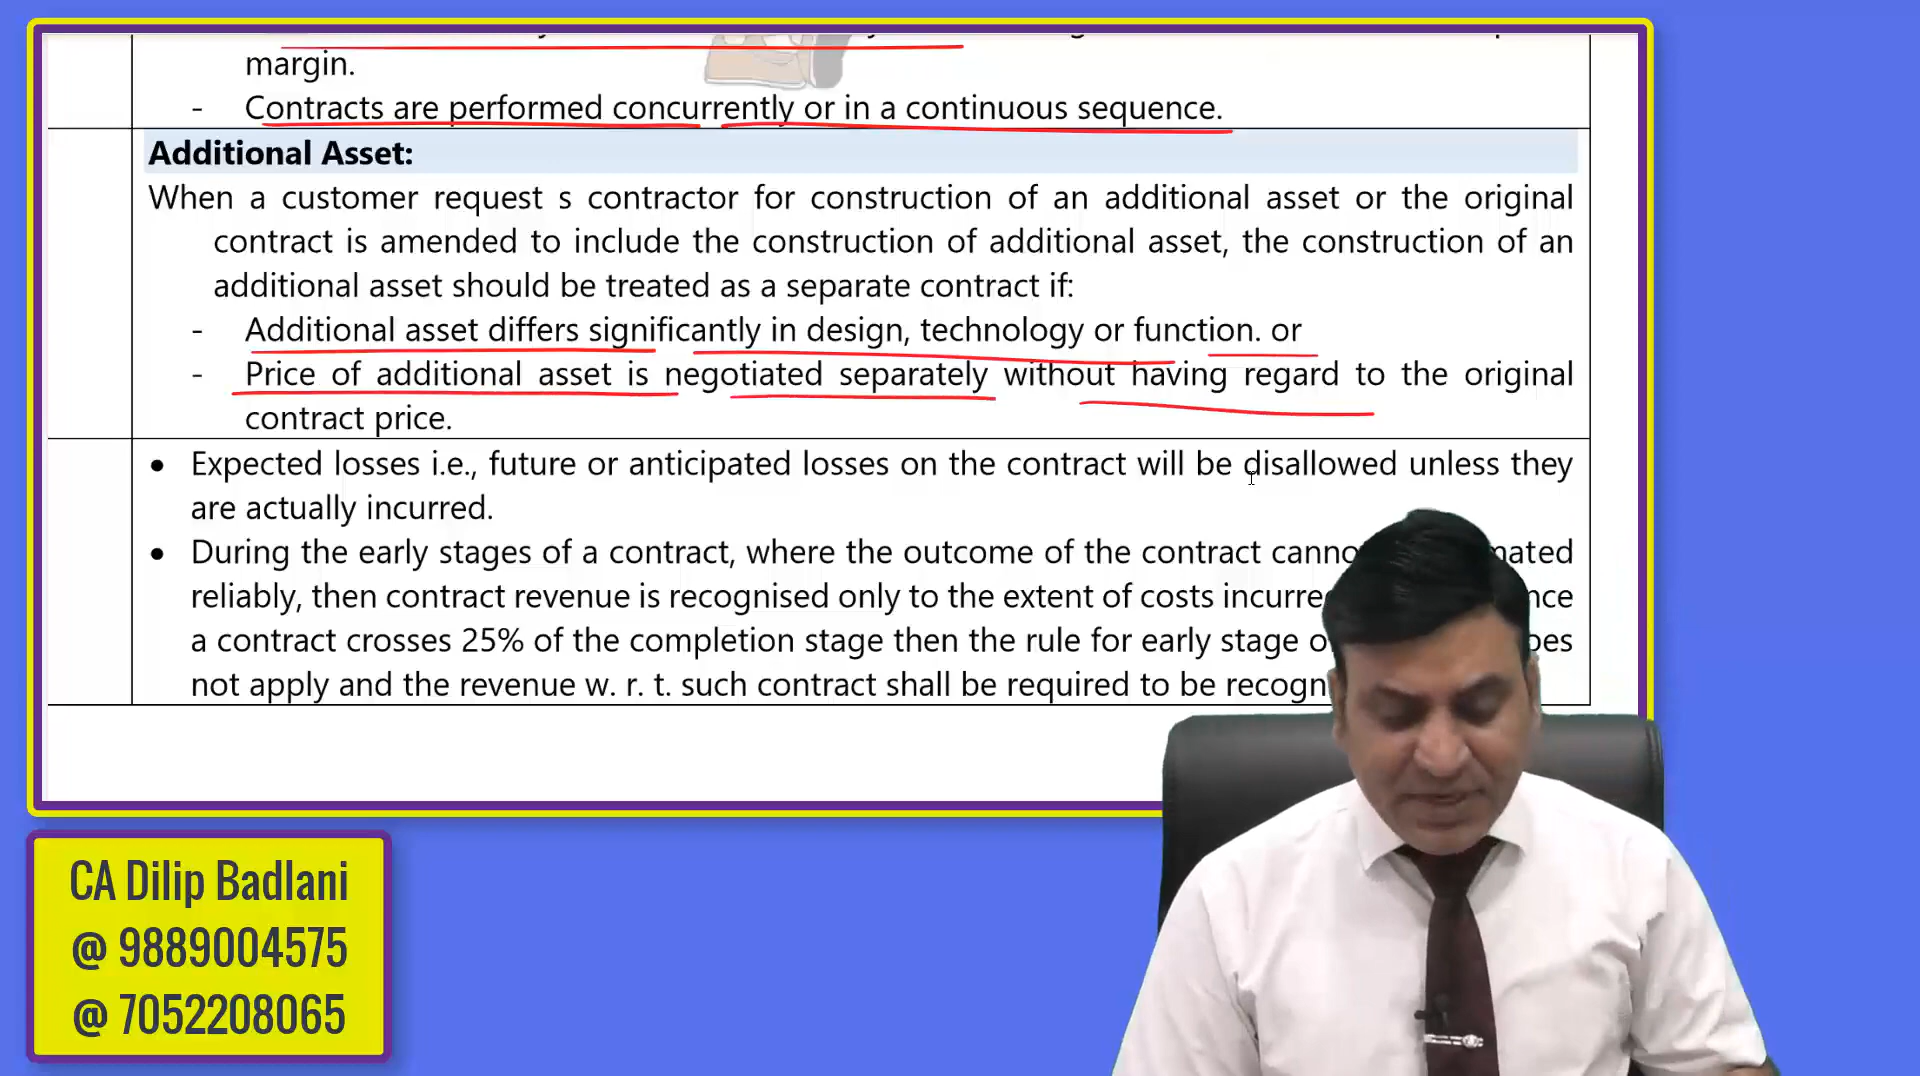 margin.
- Contracts are performed concurrently or in a continuous sequence.
Additional Asset:
When a customer request s contractor for construction of an additional asset or the original
contract is amended to include the construction of additional asset, the construction of an
additional asset should be treated as a separate contract if:
- Additional asset differs significantly in design, technology or function. or
- Price of additional asset is negotiated separately without having regard to the original
contract price.
• Expected losses i.e., future or anticipated losses on the contract will be disallowed unless they
are actually incurred.
• During the early stages of a contract, where the outcome of the contract
reliably, then contract revenue is recognised only to the extent of costs
a contract crosses 25% of the completion stage then the rule for early stage
not apply and the revenue w. r. t. such contract shall be required to be
CA Dilip Badlani
@ 9889004575
@ 7052208065